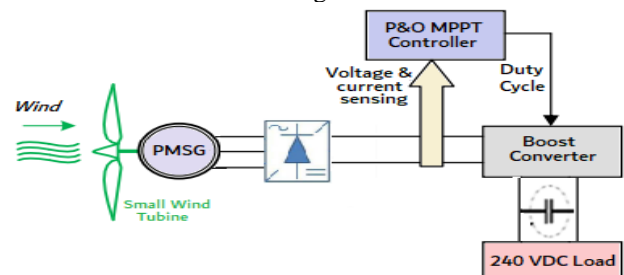 P&O MPPT
Controller
Voltage &
current
sensing
Duty
Cycle
Wind
PMSG
Boost
Converter
Small Wind
Tubine
240 VDC Load